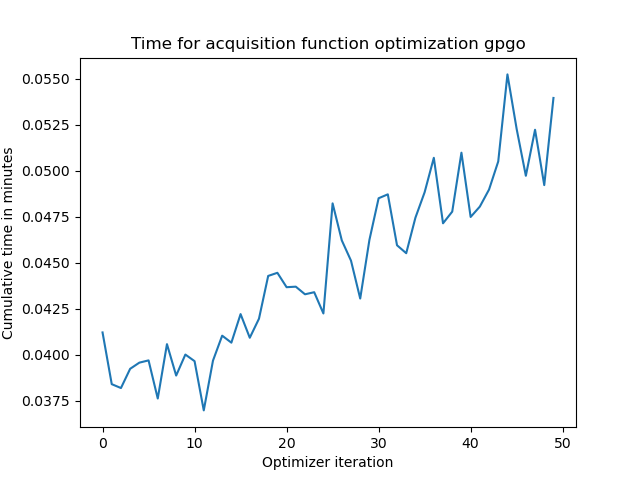 Time for acquisition function optimization gpgo
Cumulative time in minutes
0.0550
0.0525
0.0500
0.0475
0.0450
0.0425
0.0400
0.0375
0 10 20 30 40 50
Optimizer iteration